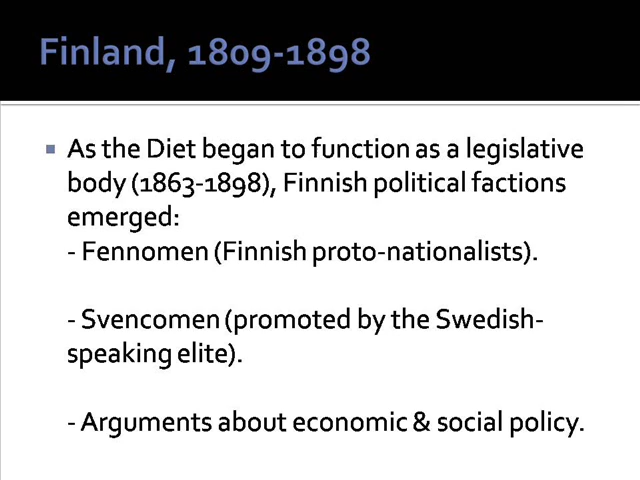 Finland, 1809-1898
As the Diet began to function as a legislative
body (1863-1898), Finnish political factions
emerged:
- Fennomen (Finnish proto-nationalists).
- Svencomen (promoted by the Swedish-
speaking elite).
- Arguments about economic & social policy.